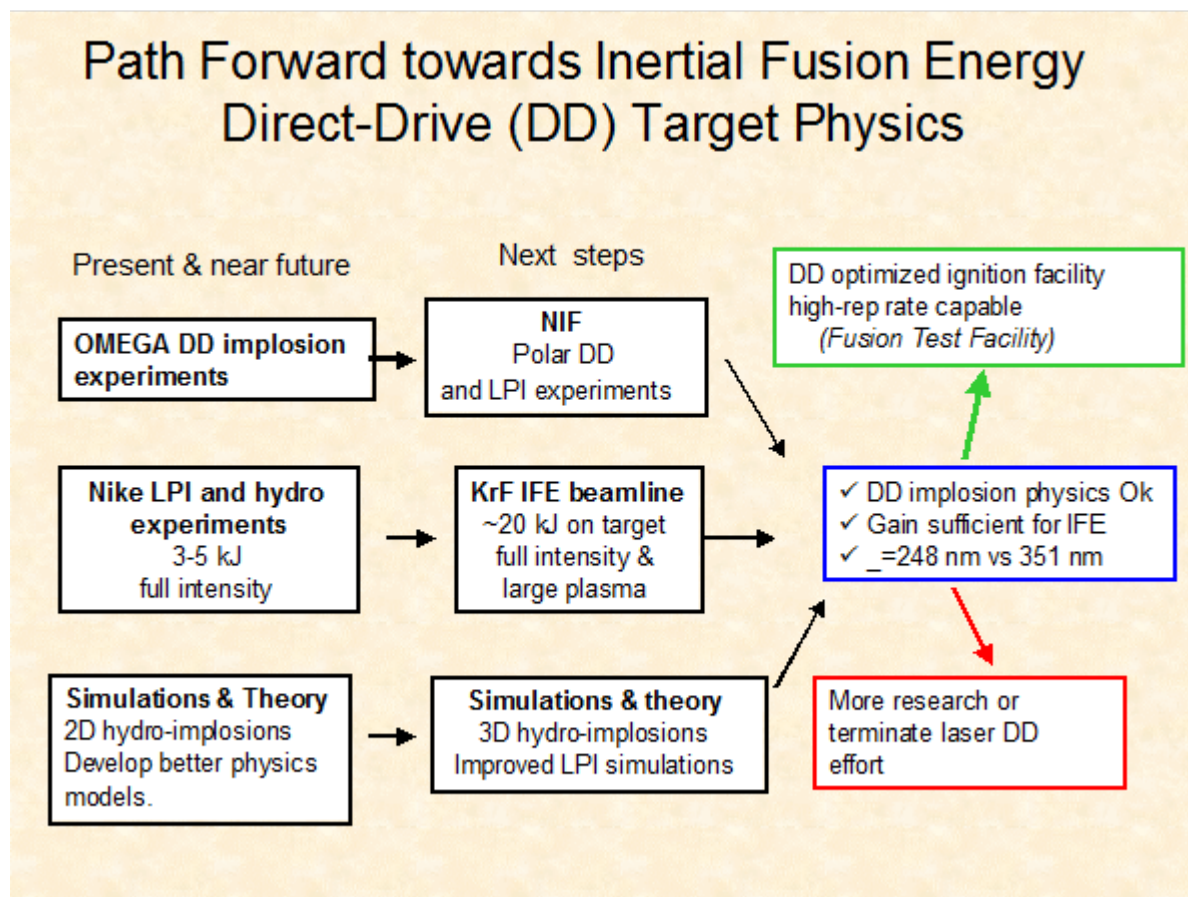 Path Forward towards Inertial Fusion Energy
Direct-Drive (DD) Target Physics
Present & near future
Next steps
OMEGA DD implosion
experiments
NIF
Polar DD
and LPI experiments
DD optimized ignition facility
high-rep rate capable
(Fusion Test Facility)
Nike LPI and hydro
experiments
3-5 kJ
full intensity
KrF IFE beamline
~20 kJ on target
full intensity &
large plasma
✓ DD implosion physics Ok
✓ Gain sufficient for IFE
✓ _=248 nm vs 351 nm
Simulations & Theory
2D hydro-implosions
Develop better physics
models.
Simulations & theory
3D hydro-implosions
Improved LPI simulations
More research or
terminate laser DD
effort